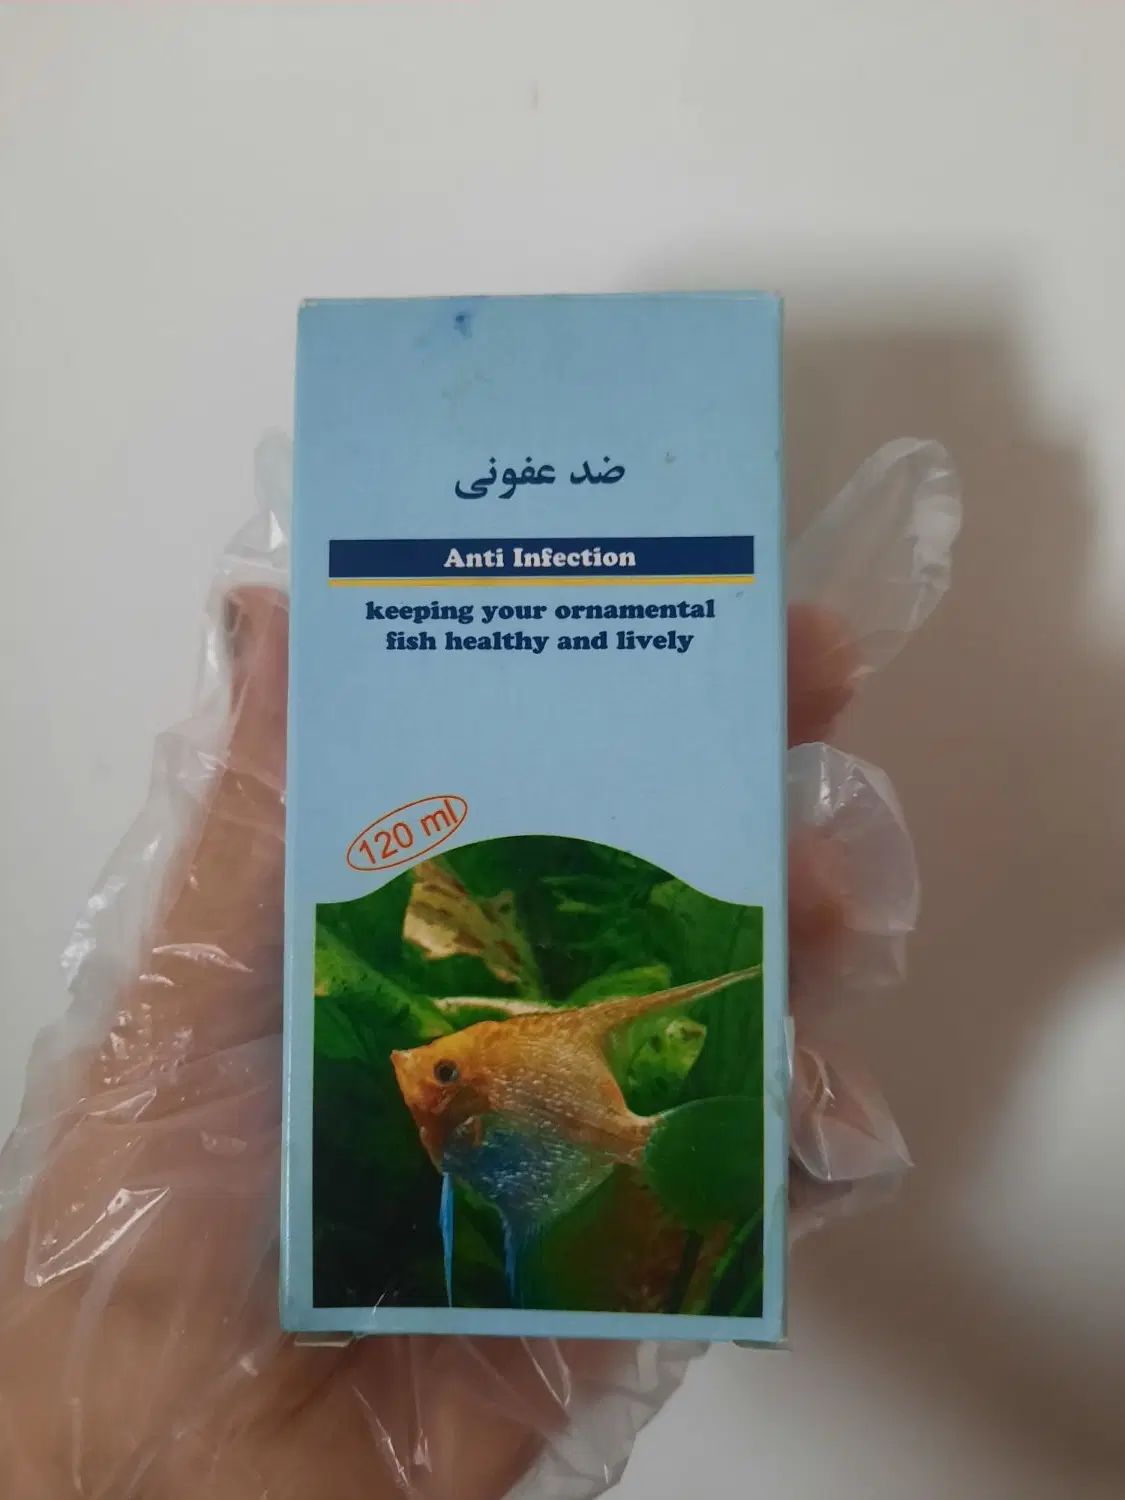 ضد عفونی
Anti Infection
keeping your ornamental
fish healthy and lively
120 ml